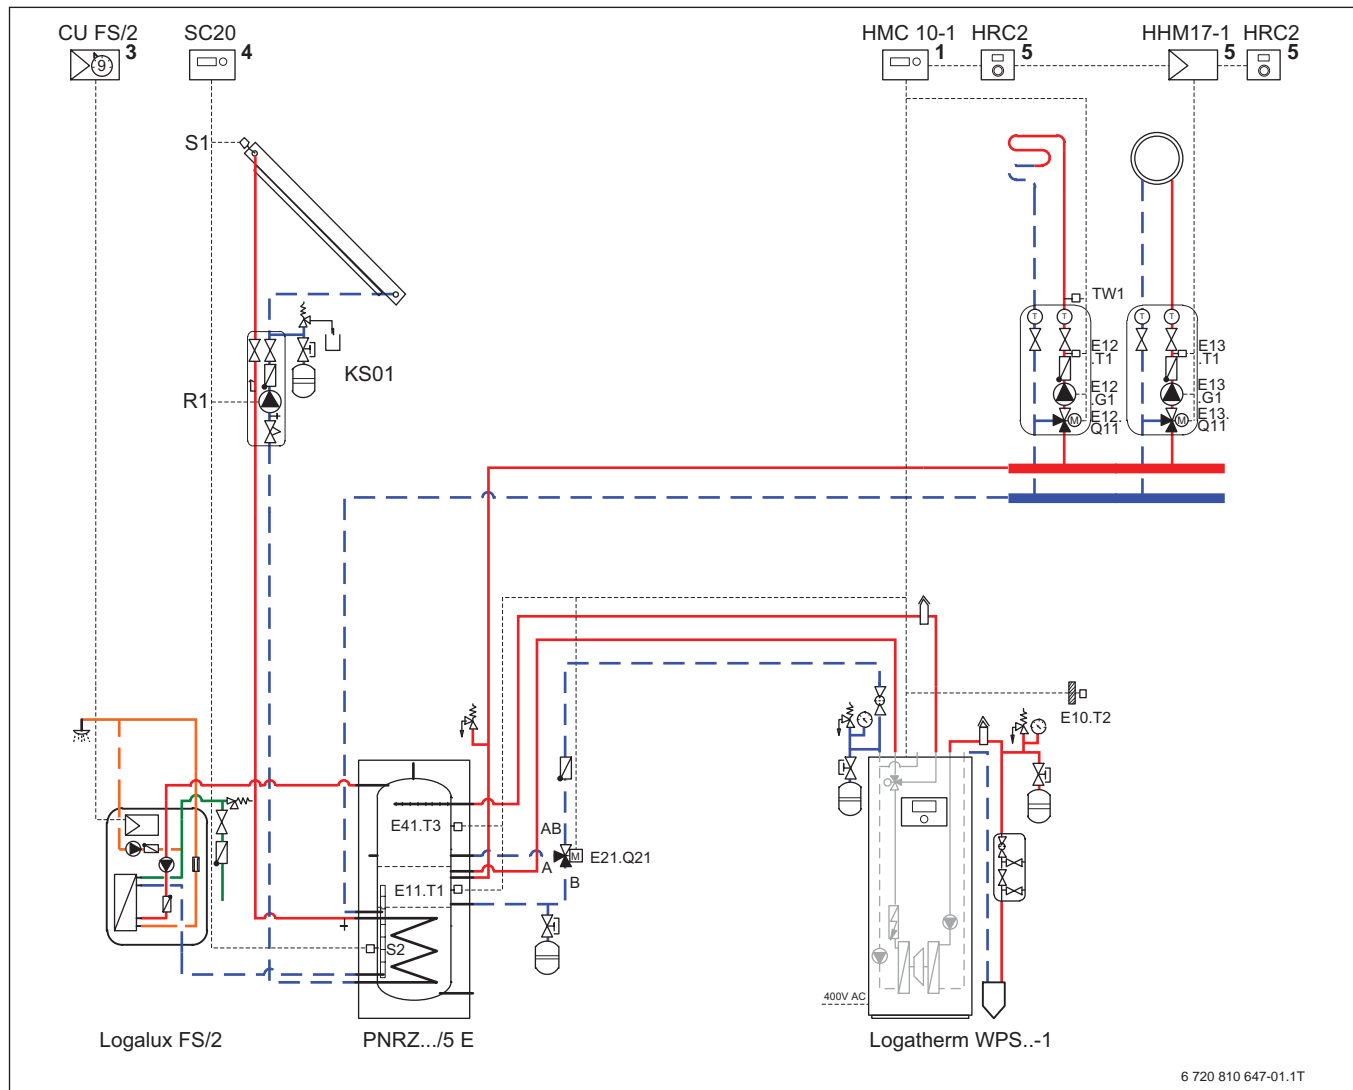 CU FS/2
3
SC20
4
HMC 10-1
1
HRC2
5
HHM17-1
5
HRC2
5
9
S1
TW1
T
T
T
T
E12
.T1
E13
.T1
KS01
R1
E12
.G1
E13
.G1
M
E12.
Q11
M
E13.
Q11
E10.T2
E41.T3
AB
M
E21.Q21
A
B
E11.T1
S2
400V AC
Logalux FS/2
PNRZ.../5 E
Logatherm WPS..-1
6 720 810 647-01.1T